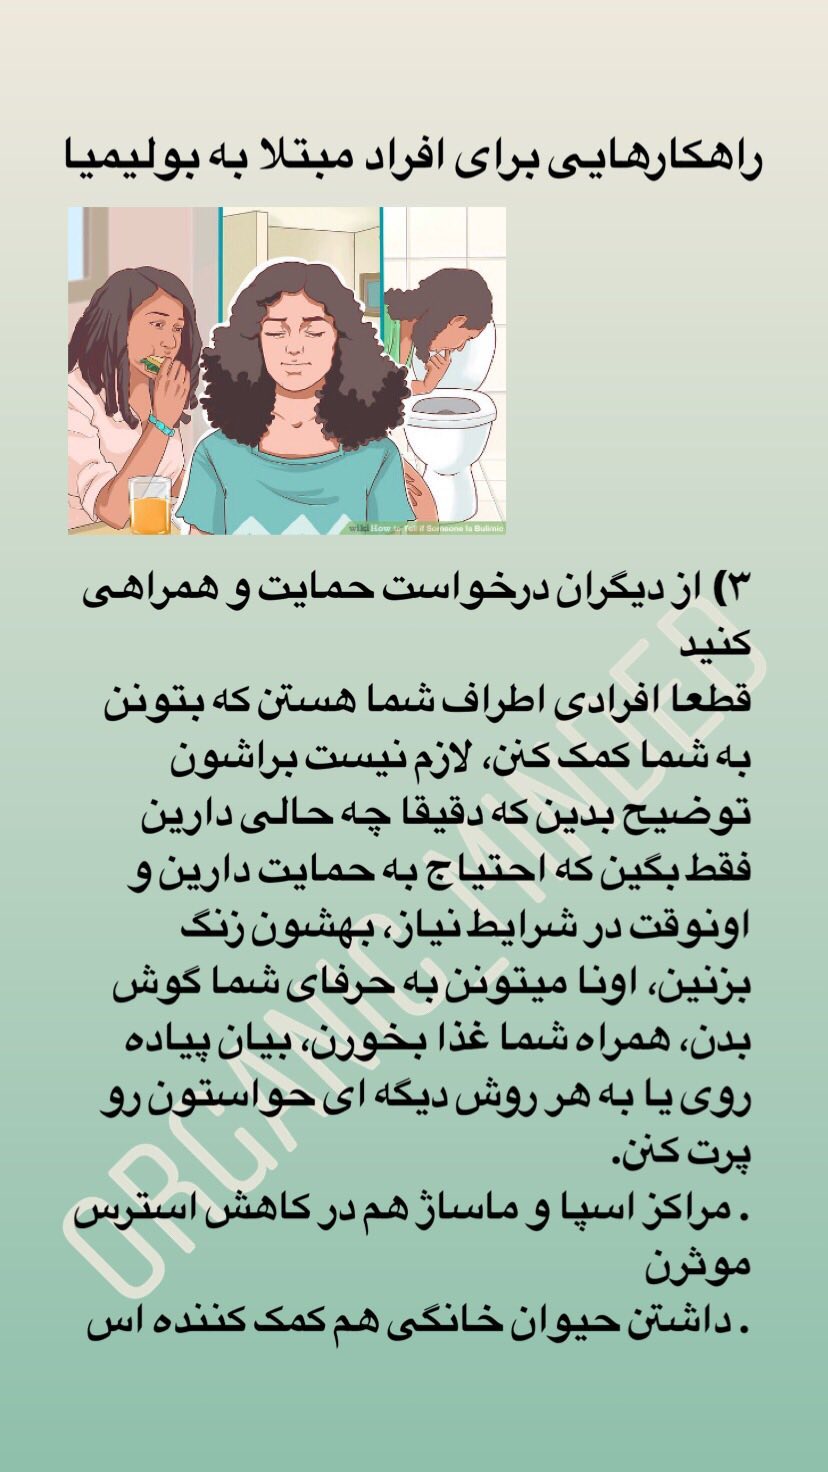 راهکارهایی برای افراد مبتلا به بولیمیا
wikiHow to Tell if Someone Is Bulimic
۳) از دیگران درخواست حمایت و همراهی
کنید
قطعا افرادی اطراف شما هستن که بتونن
به شما کمک کنن، لازم نیست براشون
توضیح بدین که دقیقا چه حالی دارین
فقط بگین که احتیاج به حمایت دارین و
اونوقت در شرایط نیاز، بهشون زنگ
بزنین، اونا میتونن به حرفای شما گوش
بدن، همراه شما غذا بخورن، بیان پیاده
روی یا به هر روش دیگه ای حواستون رو
پرت کنن.
. مراکز اسپا و ماساژ هم در کاهش استرس
موثرن
. داشتن حیوان خانگی هم کمک کننده اس
ORGANIC_MINDED